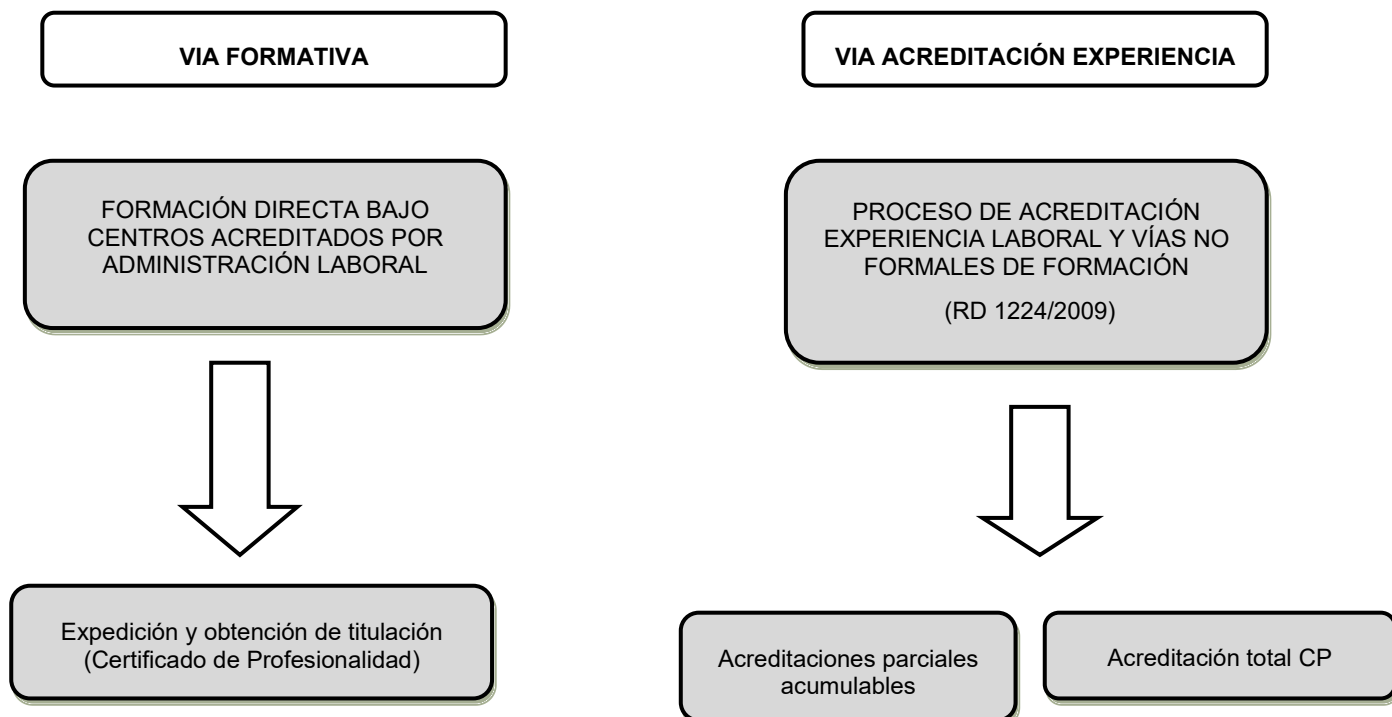 VIA FORMATIVA
VIA ACREDITACIÓN EXPERIENCIA
FORMACIÓN DIRECTA BAJO
CENTROS ACREDITADOS POR
ADMINISTRACIÓN LABORAL
PROCESO DE ACREDITACIÓN
EXPERIENCIA LABORAL Y VÍAS NO
FORMALES DE FORMACIÓN
(RD 1224/2009)
Expedición y obtención de titulación
(Certificado de Profesionalidad)
Acreditaciones parciales
acumulables
Acreditación total CP